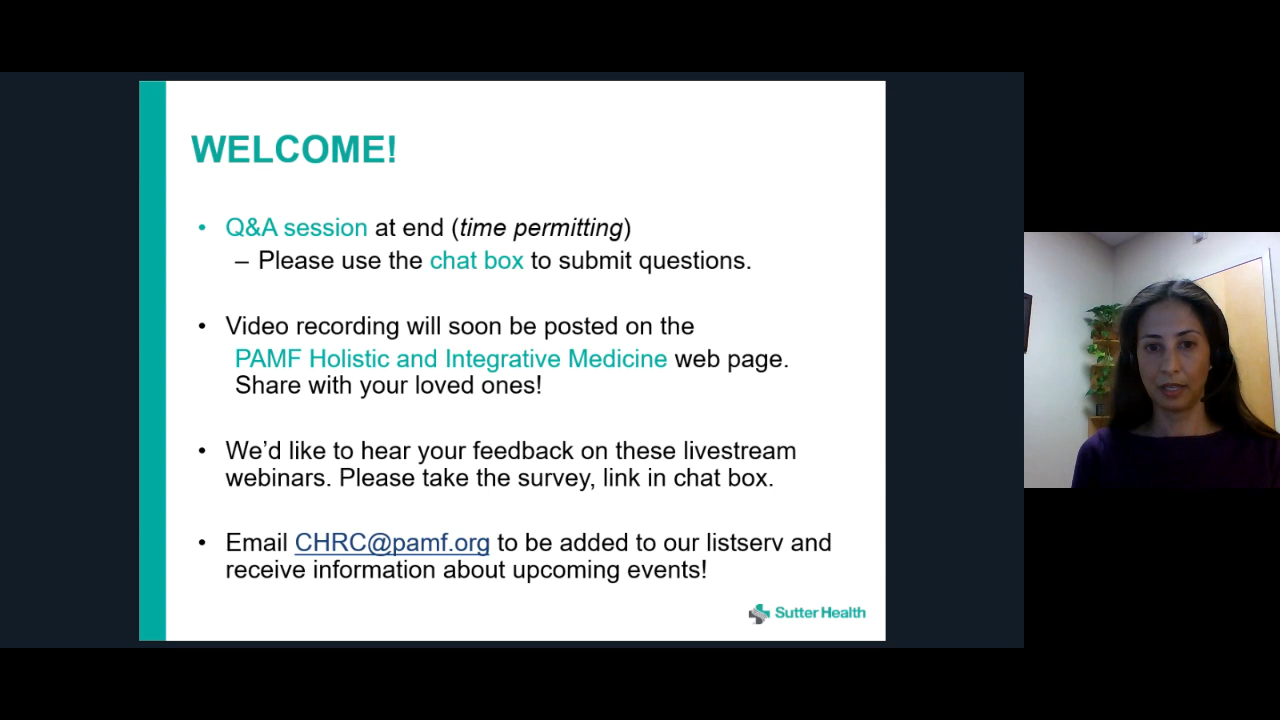 WELCOME!
• Q&A session at end (time permitting)
– Please use the chat box to submit questions.
• Video recording will soon be posted on the
PAMF Holistic and Integrative Medicine web page.
Share with your loved ones!
• We’d like to hear your feedback on these livestream
webinars. Please take the survey, link in chat box.
• Email CHRC@pamf.org to be added to our listserv and
receive information about upcoming events!
Sutter Health